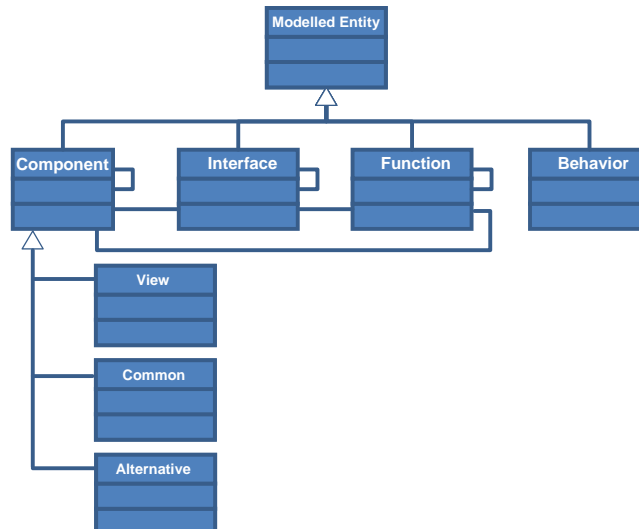 Modelled Entity
Component
Interface
Function
Behavior
View
Common
Alternative